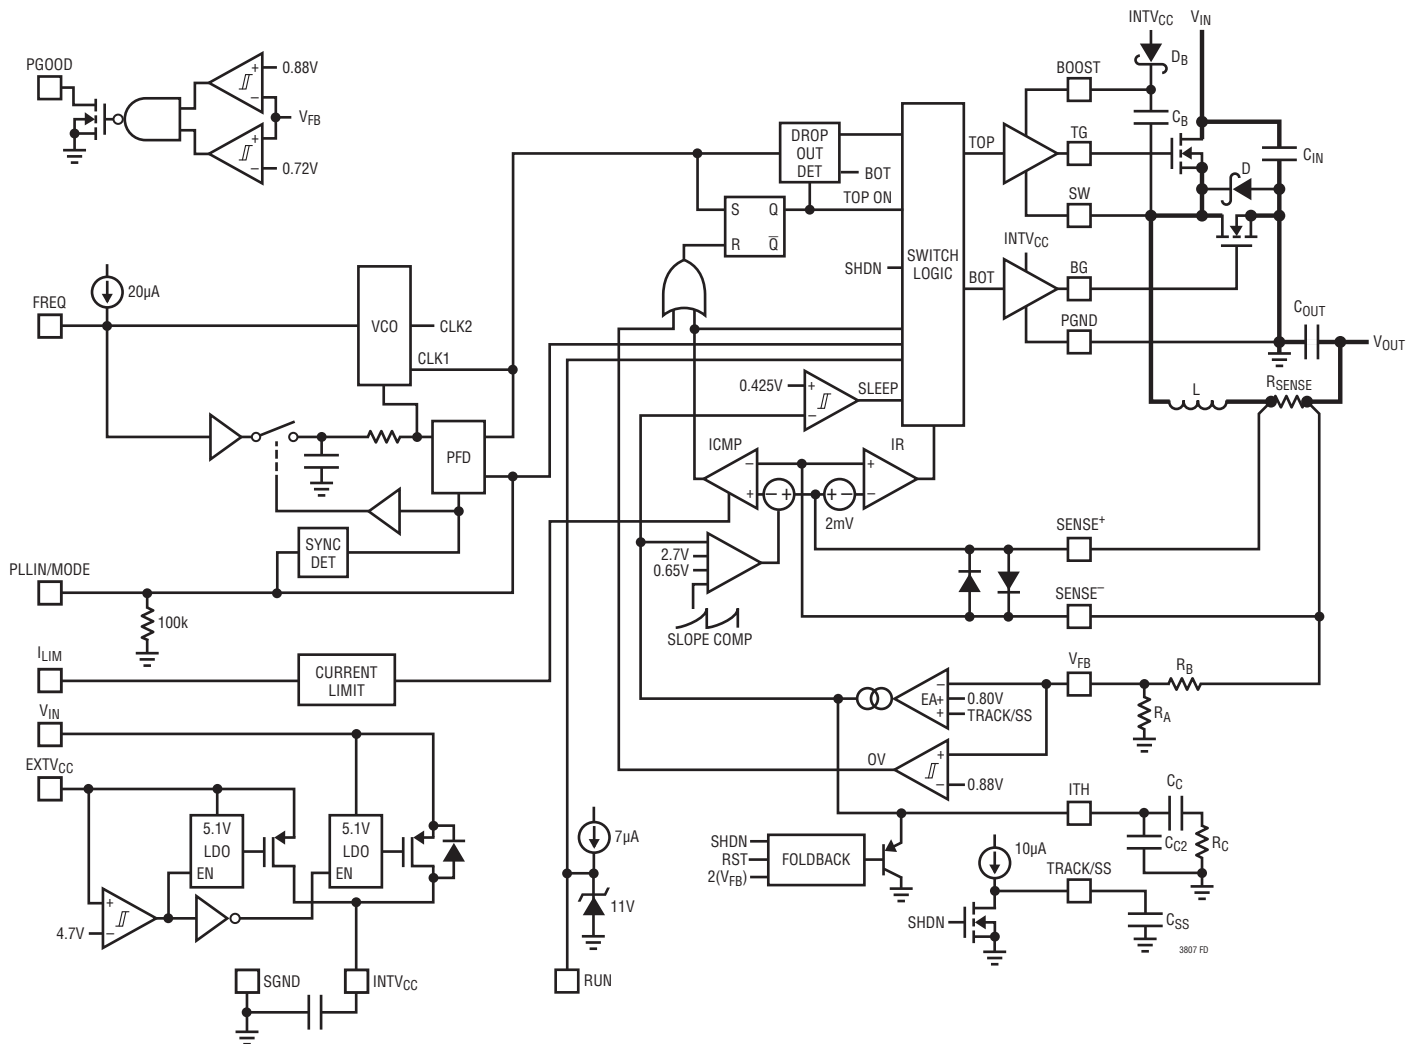 INTVCC
VIN
PGOOD
0.88V
VFB
0.72V
BOOST
DB
CB
DROP
OUT
DET
BOT
TOP
TG
CIN
D
S
Q
TOP ON
SW
R
Q̅
SHDN
SWITCH
LOGIC
INTVCC
BOT
BG
20µA
FREQ
VCO
CLK2
CLK1
PGND
COUT
VOUT
0.425V
+
−
SLEEP
L
RSENSE
PFD
ICMP
IR
2mV
SYNC
DET
2.7V
0.65V
SENSE+
PLLIN/MODE
100k
SLOPE COMP
SENSE−
ILIM
CURRENT
LIMIT
VFB
RB
EA
0.80V
TRACK/SS
RA
VIN
EXTVCC
OV
0.88V
5.1V
LDO
EN
5.1V
LDO
EN
7µA
ITH
CC
CC2
RC
SHDN
RST
2(VFB)
FOLDBACK
10µA
TRACK/SS
4.7V
11V
SHDN
CSS
3807 FD
SGND
INTVCC
RUN